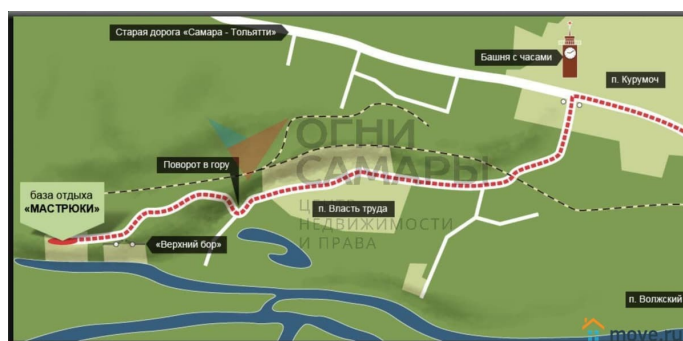 Старая дорога «Самара - Тольятти»
Башня с часами
п. Курумоч
ОГНИ
САМАРЫ
ЦЕНТР
НЕДВИЖИМОСТИ
И ПРАВА
Поворот в гору
база отдыха
«МАСТРЮКИ»
п. Власть труда
«Верхний бор»
п. Волжский
move.ru